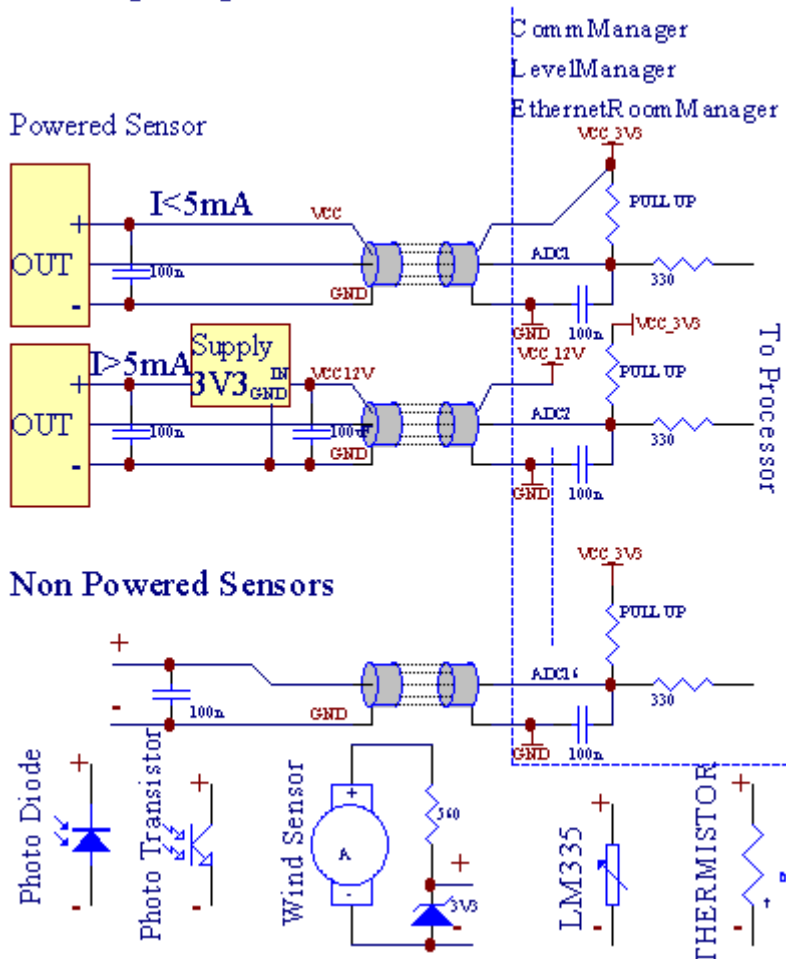 CommManager
LevelManager
EthernetRoomManager
Powered Sensor
VCC_3V3
I<5mA
PULL UP
+
VCC
OUT
ADC1
100n
330
-
GND
GND
100n
VCC_3V3
To Processor
I>5mA
Supply
3V3
IN
GND
VCC12V
VCC_12V
PULL UP
+
OUT
ADC2
100n
330
-
GND
GND
100n
VCC_3V3
Non Powered Sensors
PULL UP
+
ADC16
100n
330
-
GND
GND
100n
Photo Diode
+
-
Photo Transistor
+
-
Wind Sensor
+
A
-
560
+
3V3
-
LM335
+
-
THERMISTOR
+
t
-